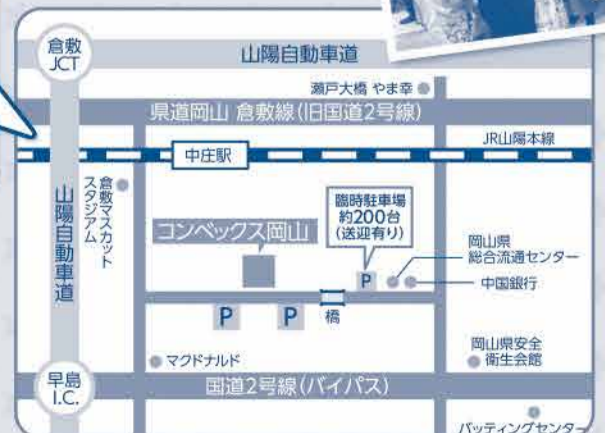 倉敷
JCT
山陽自動車道
瀬戸大橋 やま幸
県道岡山 倉敷線(旧国道2号線)
JR山陽本線
中庄駅
倉敷マスカット
スタジアム
山陽自動車道
コンベックス岡山
臨時駐車場
約200台
(送迎有り)
岡山県
総合流通センター
P
中国銀行
P
P
橋
マクドナルド
岡山県安全
衛生会館
早島
I.C.
国道2号線(バイパス)
バッティングセンター